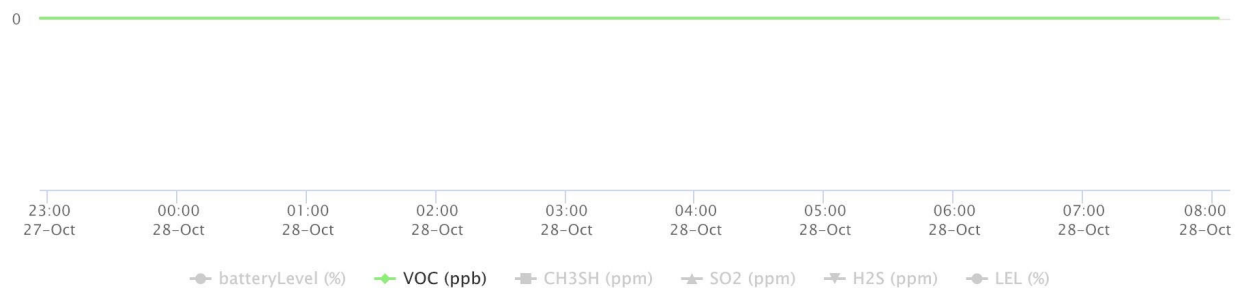 0
23:00 00:00 01:00 02:00 03:00 04:00 05:00 06:00 07:00 08:00
27-Oct 28-Oct 28-Oct 28-Oct 28-Oct 28-Oct 28-Oct 28-Oct 28-Oct 28-Oct
batteryLevel (%) VOC (ppb) CH3SH (ppm) SO2 (ppm) H2S (ppm) LEL (%)